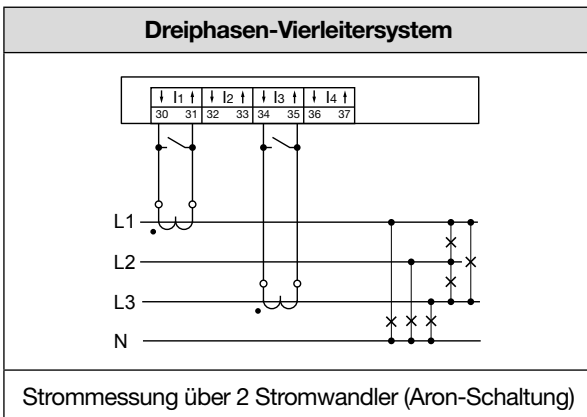 Dreiphasen-Vierleitersystem
I1 I2 I3 I4
30 31 32 33 34 35 36 37
L1
L2
L3
N
Strommessung über 2 Stromwandler (Aron-Schaltung)